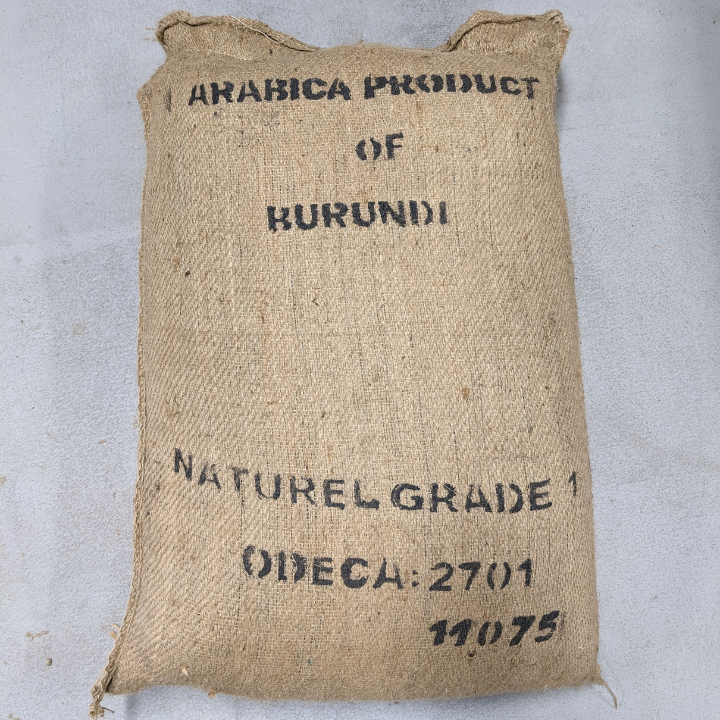 ARABICA PRODUCT
OF
BURUNDI
NATUREL GRADE 1
ODECA: 2701
11075